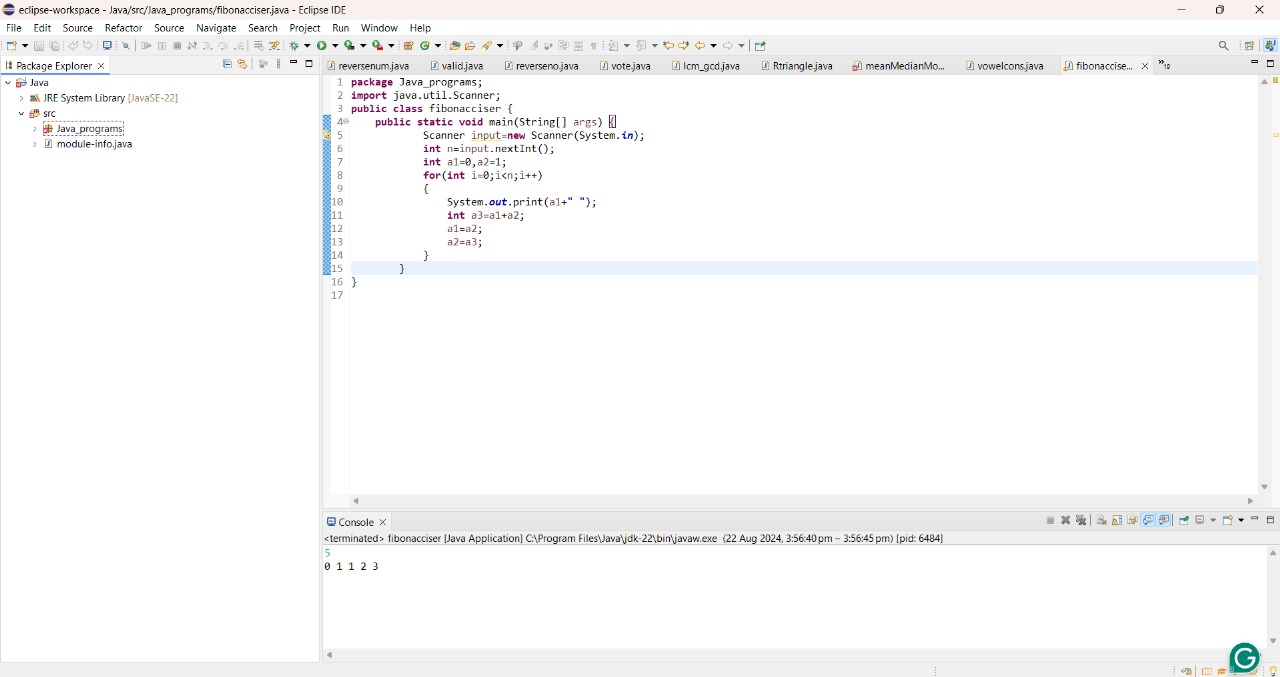 eclipse-workspace - Java/src/Java_programs/fibonacciser.java - Eclipse IDE
File Edit Source Refactor Source Navigate Search Project Run Window Help
Package Explorer
Java
JRE System Library [JavaSE-22]
src
Java_programs
module-info.java
reversenum.java valid.java reverseno.java vote.java lcm_gcd.java Rtriangle.java meanMedianMo... vowelcons.java fibonaccise...
1 package Java_programs;
2 import java.util.Scanner;
3 public class fibonacciser {
4 public static void main(String[] args) {
5 Scanner input=new Scanner(System.in);
6 int n=input.nextInt();
7 int a1=0,a2=1;
8 for(int i=0;i<n;i++)
9 {
10 System.out.print(a1+" ");
11 int a3=a1+a2;
12 a1=a2;
13 a2=a3;
14 }
15 }
16 }
17
Console
<terminated> fibonacciser [Java Application] C:\Program Files\Java\jdk-22\bin\javaw.exe (22 Aug 2024, 3:56:40 pm – 3:56:45 pm) [pid: 6484]
5
0 1 1 2 3